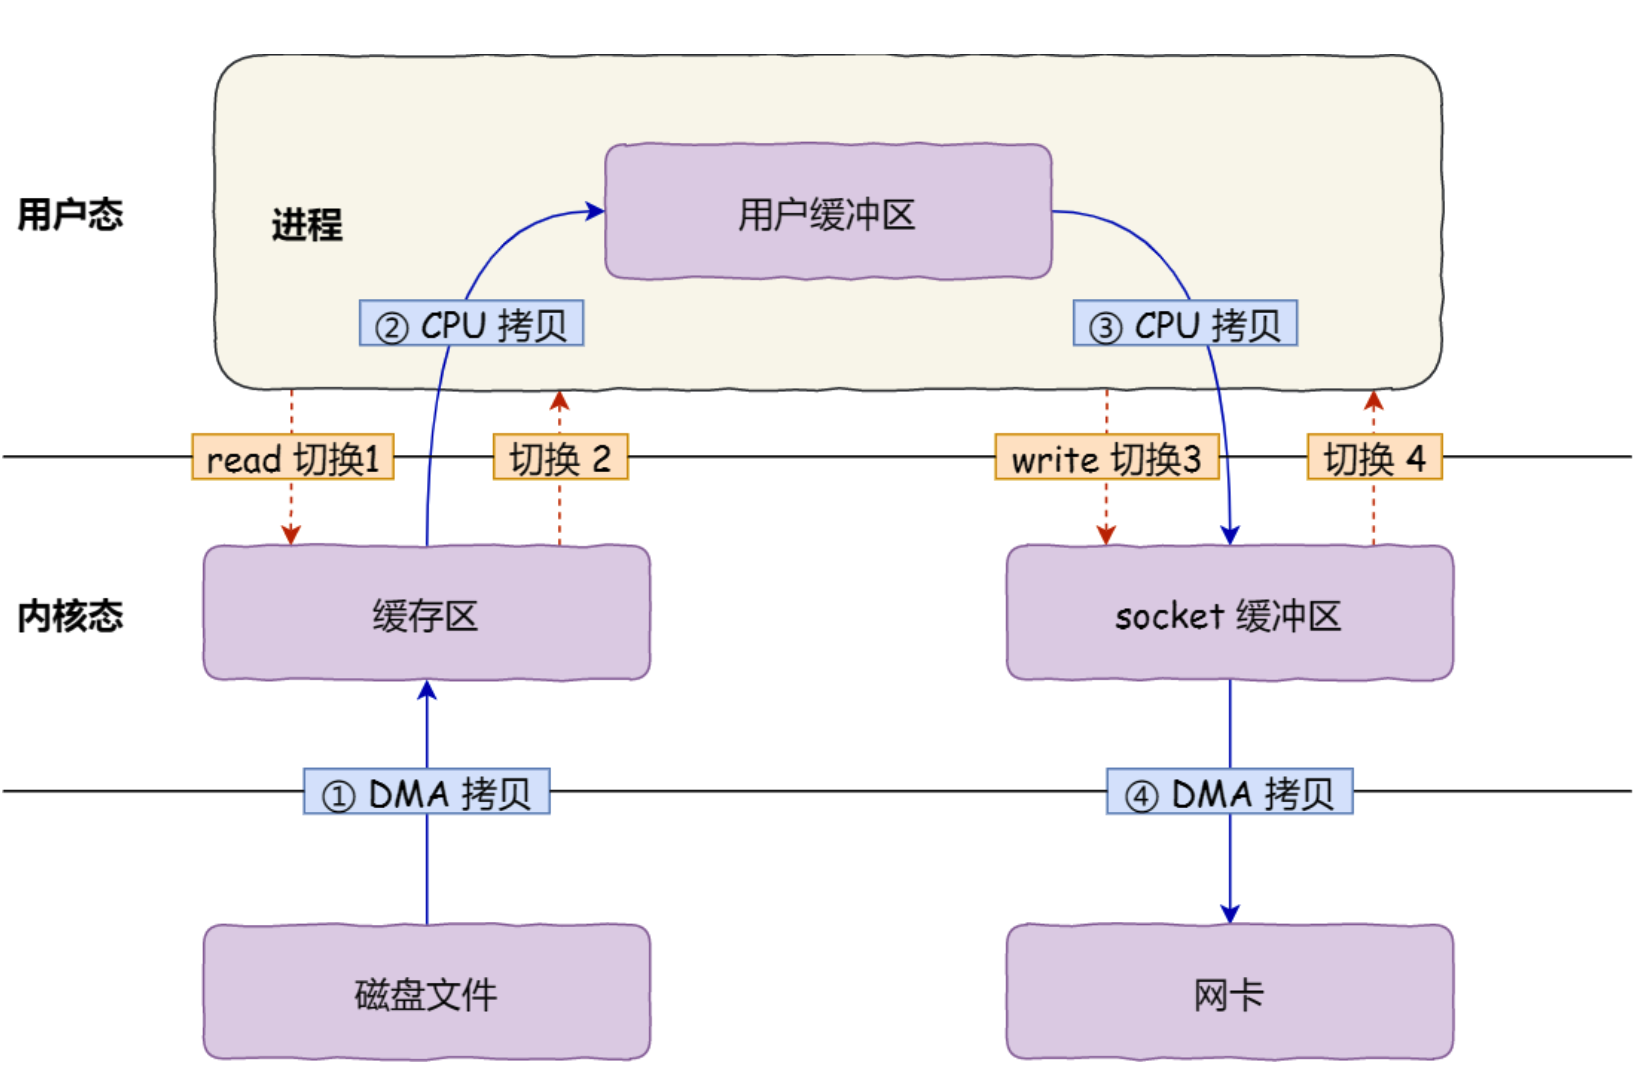 用户态
进程
用户缓冲区
② CPU 拷贝
③ CPU 拷贝
read 切换1
切换 2
write 切换3
切换 4
内核态
缓存区
socket 缓冲区
① DMA 拷贝
④ DMA 拷贝
磁盘文件
网卡